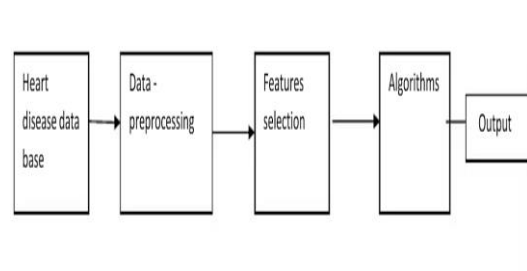 Heart
disease data
base
Data -
preprocessing
Features
selection
Algorithms
Output